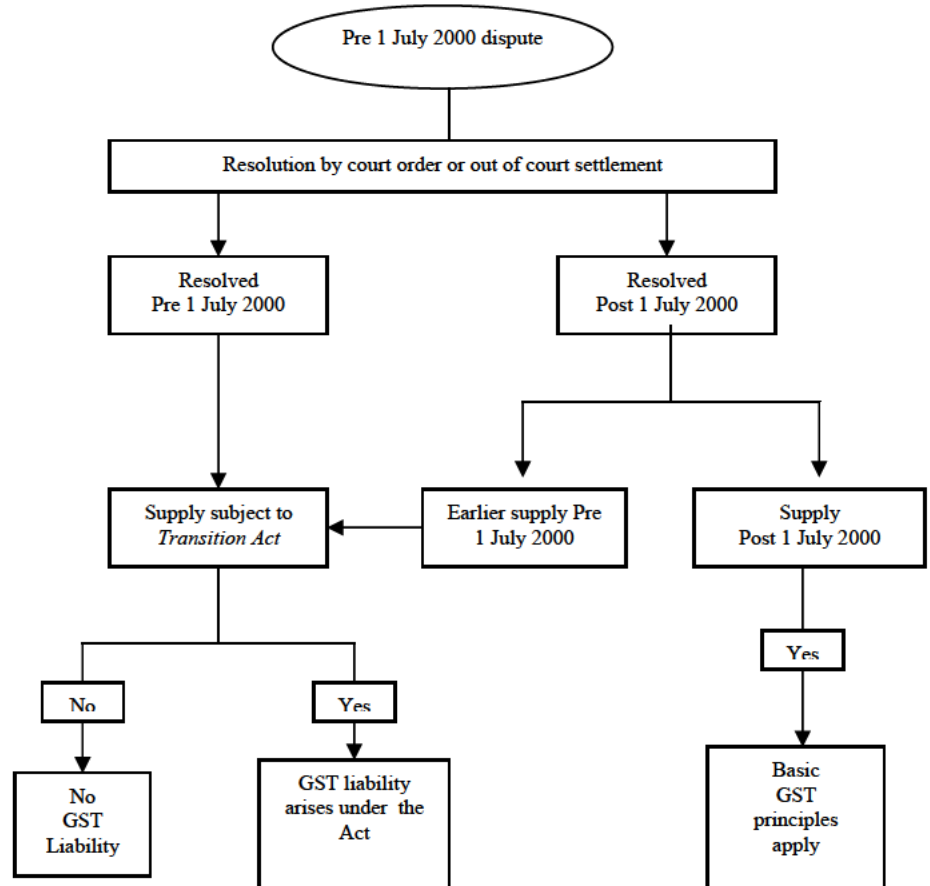 Pre 1 July 2000 dispute
Resolution by court order or out of court settlement
Resolved
Pre 1 July 2000
Resolved
Post 1 July 2000
Supply subject to
Transition Act
Earlier supply Pre
1 July 2000
Supply
Post 1 July 2000
No
Yes
Yes
No
GST
Liability
GST liability
arises under the
Act
Basic
GST
principles
apply